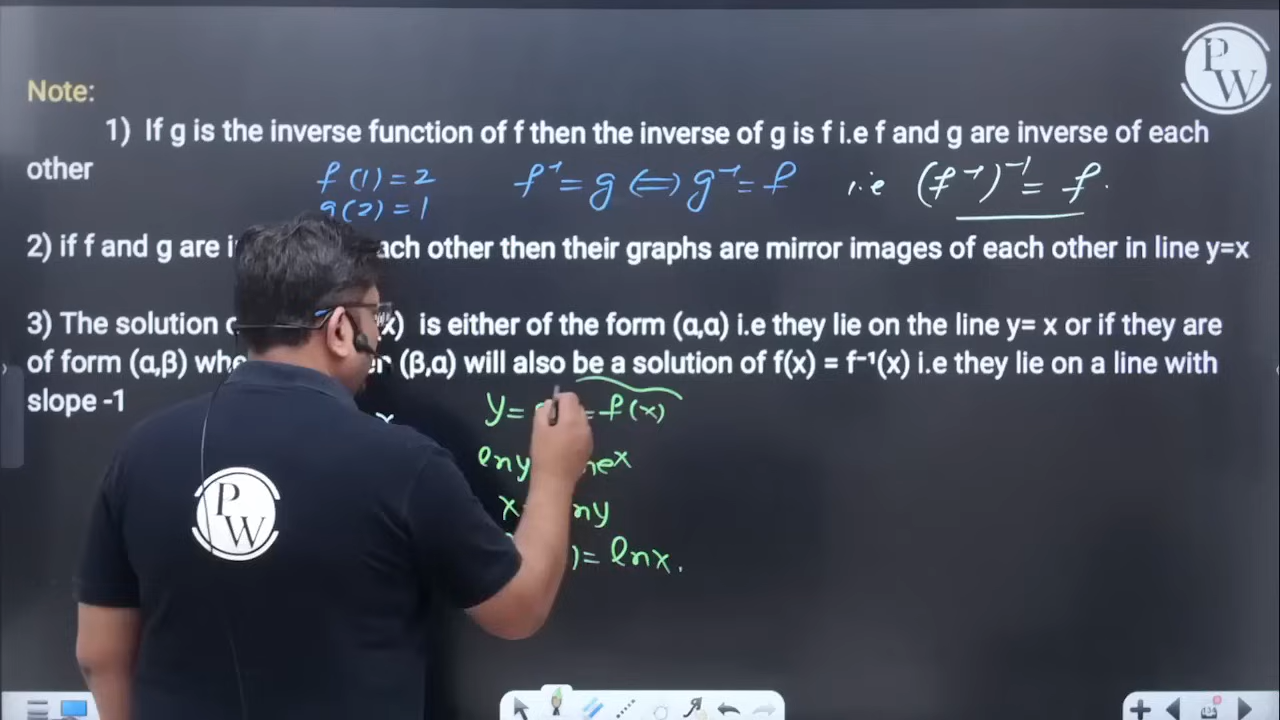 PW
Note:
1) If g is the inverse function of f then the inverse of g is f i.e f and g are inverse of each
other
f(1)=2 f⁻¹=g⟺g⁻¹=f i.e (f⁻¹)⁻¹=f.
g(2)=1
2) if f and g are each other then their graphs are mirror images of each other in line y=x
3) The solution x) is either of the form (α,α) i.e they lie on the line y= x or if they are
of form (α,β) (β,α) will also be a solution of f(x) = f⁻¹(x) i.e they lie on a line with
slope -1
y= = f(x)
lny x
x ny
)= lnx.
PW